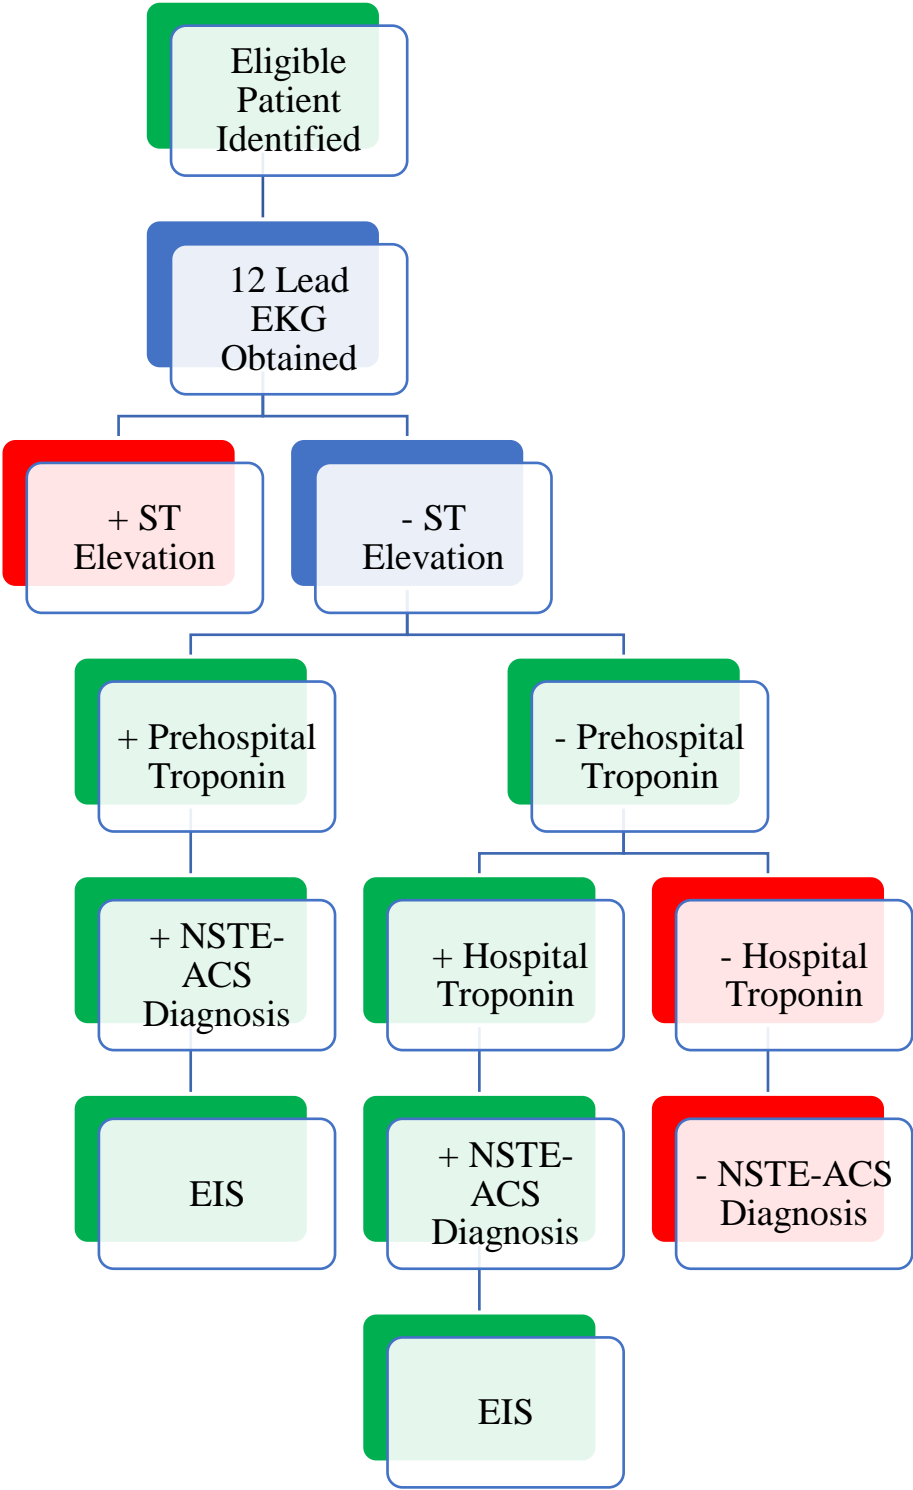 Eligible
Patient
Identified
12 Lead
EKG
Obtained
+ ST
Elevation
- ST
Elevation
+ Prehospital
Troponin
- Prehospital
Troponin
+ NSTE-
ACS
Diagnosis
+ Hospital
Troponin
- Hospital
Troponin
EIS
+ NSTE-
ACS
Diagnosis
- NSTE-ACS
Diagnosis
EIS